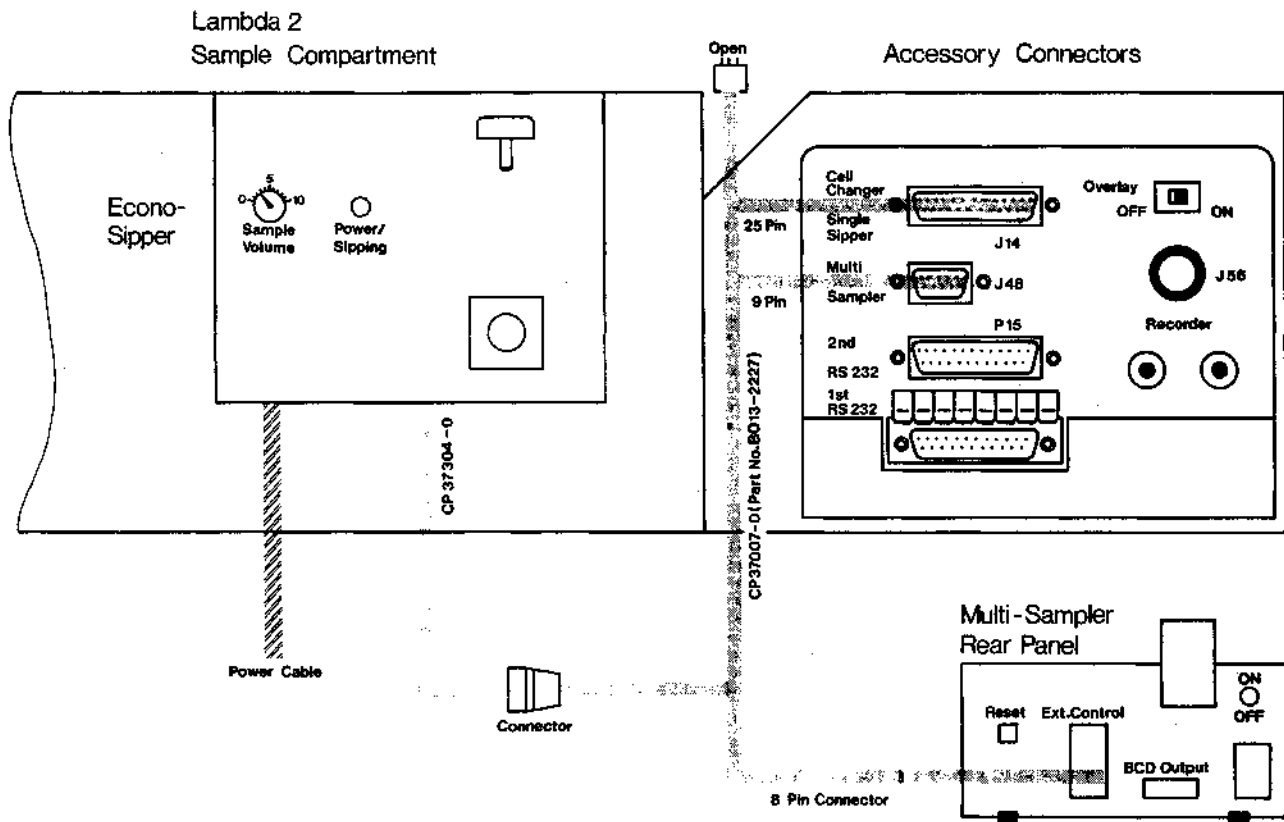 Lambda 2
Sample Compartment
Open
Accessory Connectors
Econo-
Sipper
0
5
10
Sample
Volume
Power/
Sipping
Cell
Changer
Single
Sipper
25 Pin
J14
Overlay
OFF
ON
Multi
Sampler
9 Pin
J48
J56
P15
Recorder
2nd
RS 232
1st
RS 232
CP 37304-0
CP37007-0(Part No.B013-2227)
Power Cable
Connector
8 Pin Connector
Multi-Sampler
Rear Panel
Reset
Ext.Control
BCD Output
ON
OFF